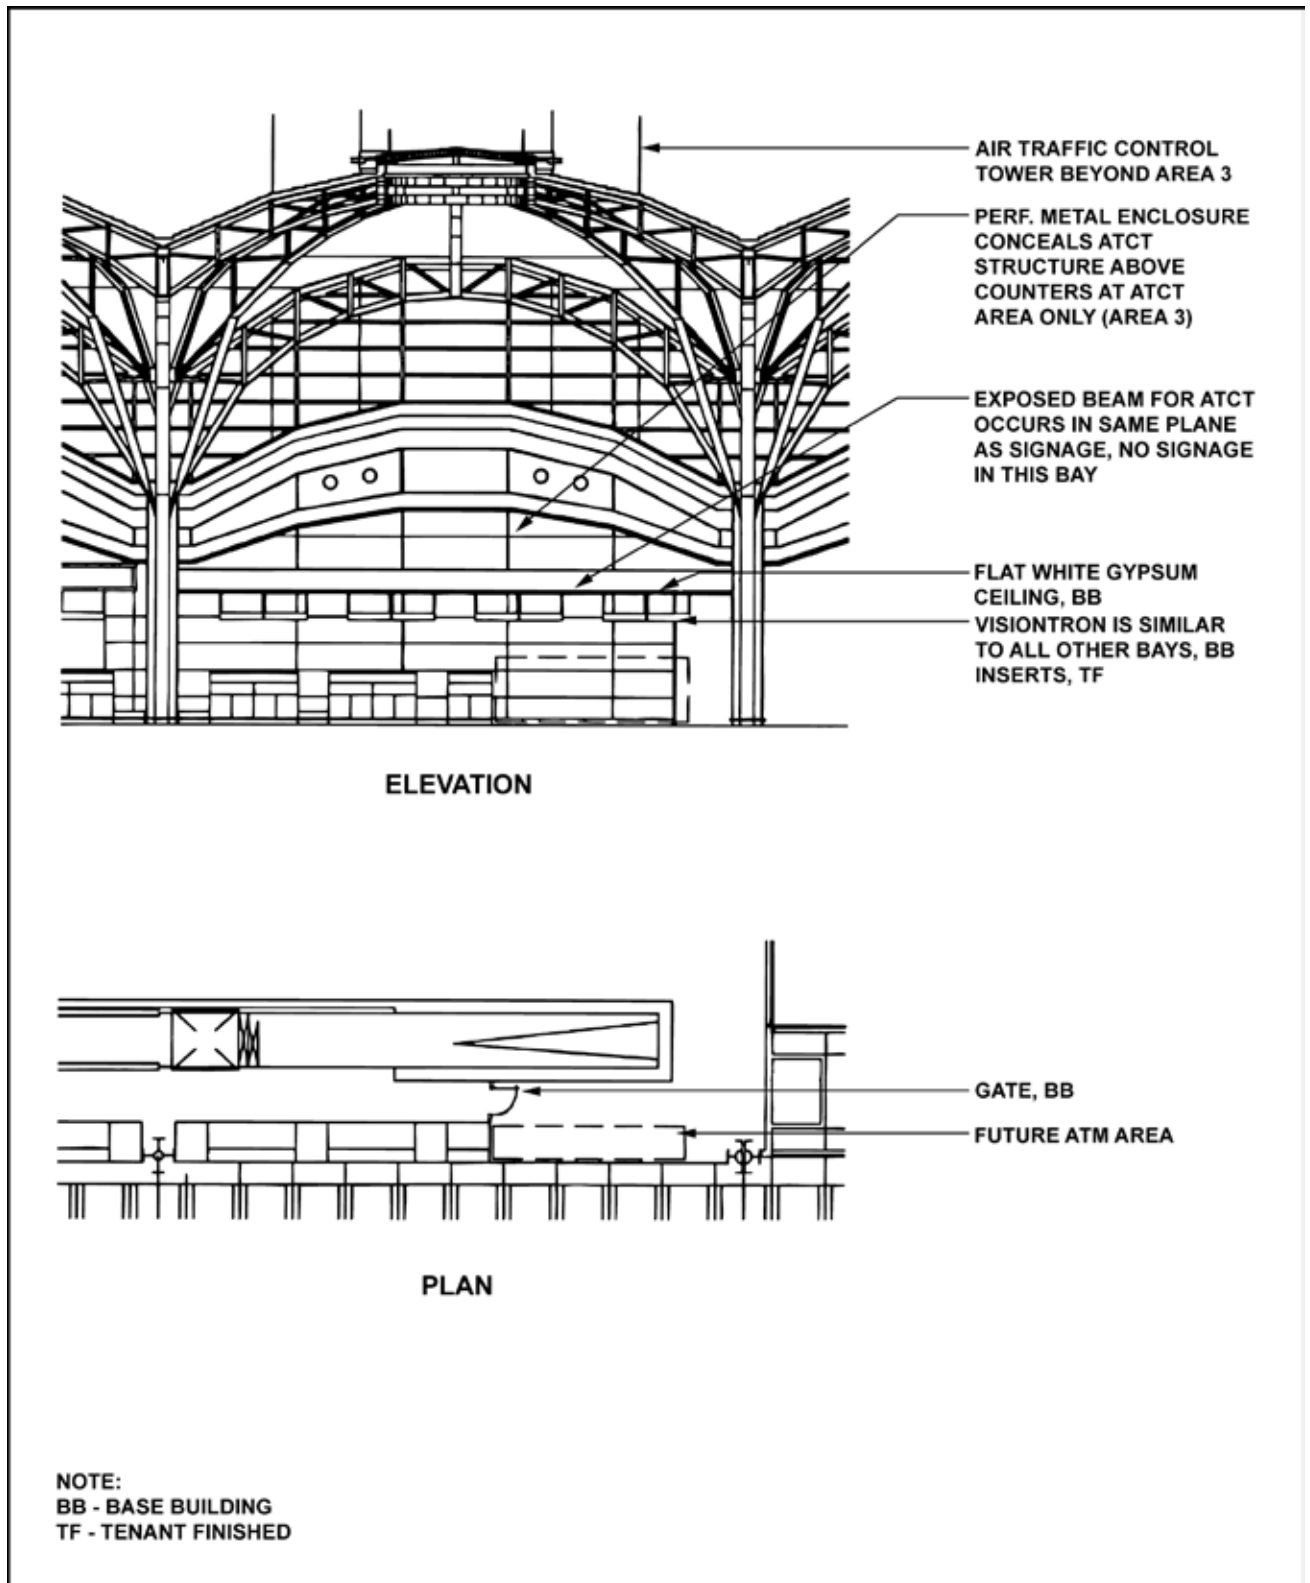 AIR TRAFFIC CONTROL
TOWER BEYOND AREA 3
PERF. METAL ENCLOSURE
CONCEALS ATCT
STRUCTURE ABOVE
COUNTERS AT ATCT
AREA ONLY (AREA 3)
EXPOSED BEAM FOR ATCT
OCCURS IN SAME PLANE
AS SIGNAGE, NO SIGNAGE
IN THIS BAY
FLAT WHITE GYPSUM
CEILING, BB
VISIONTRON IS SIMILAR
TO ALL OTHER BAYS, BB
INSERTS, TF
ELEVATION
GATE, BB
FUTURE ATM AREA
PLAN
NOTE:
BB - BASE BUILDING
TF - TENANT FINISHED